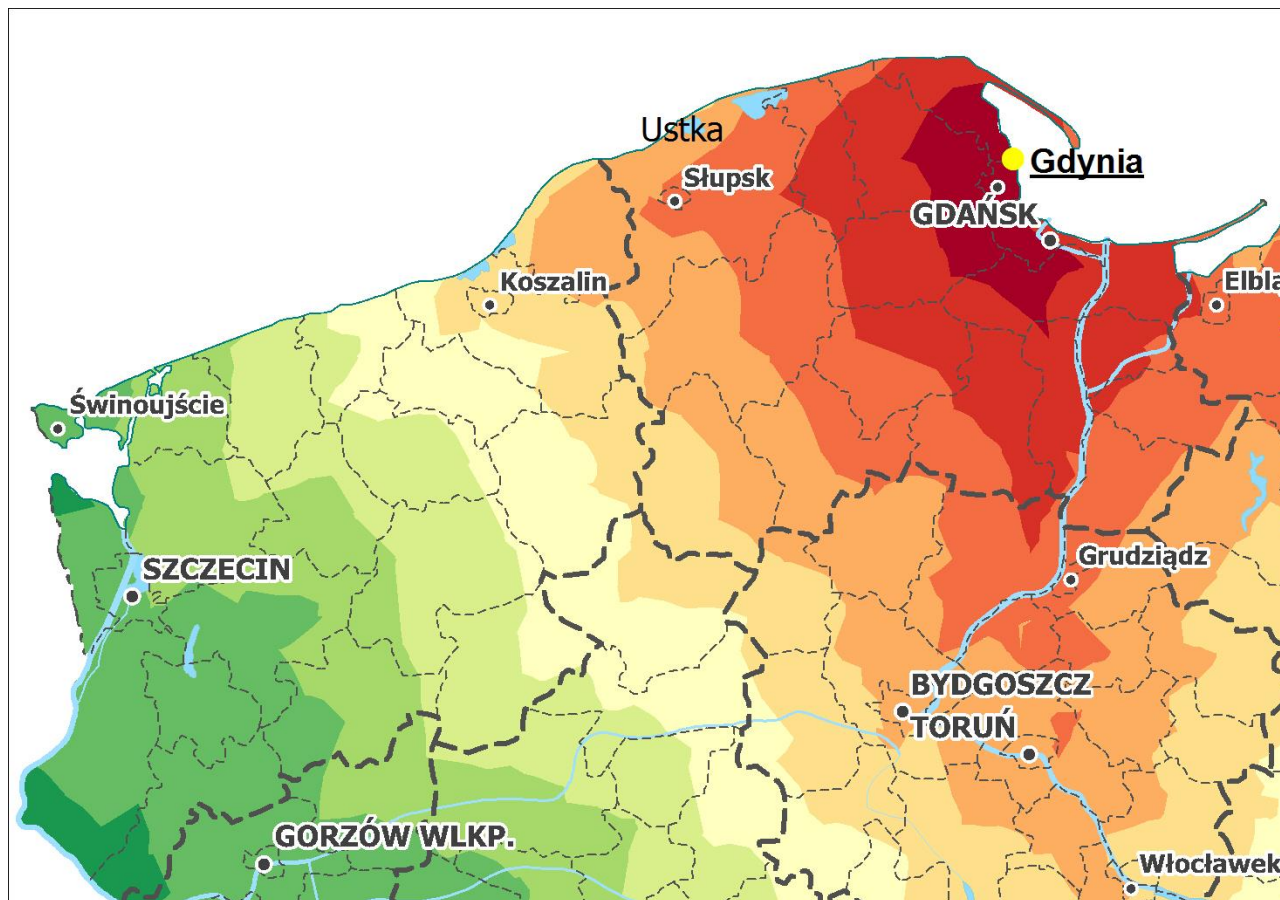 Ustka
Gdynia
Słupsk
GDAŃSK
Koszalin
Elbla
Świnoujście
Grudziądz
SZCZECIN
BYDGOSZCZ
TORUŃ
GORZÓW WLKP.
Włocławek